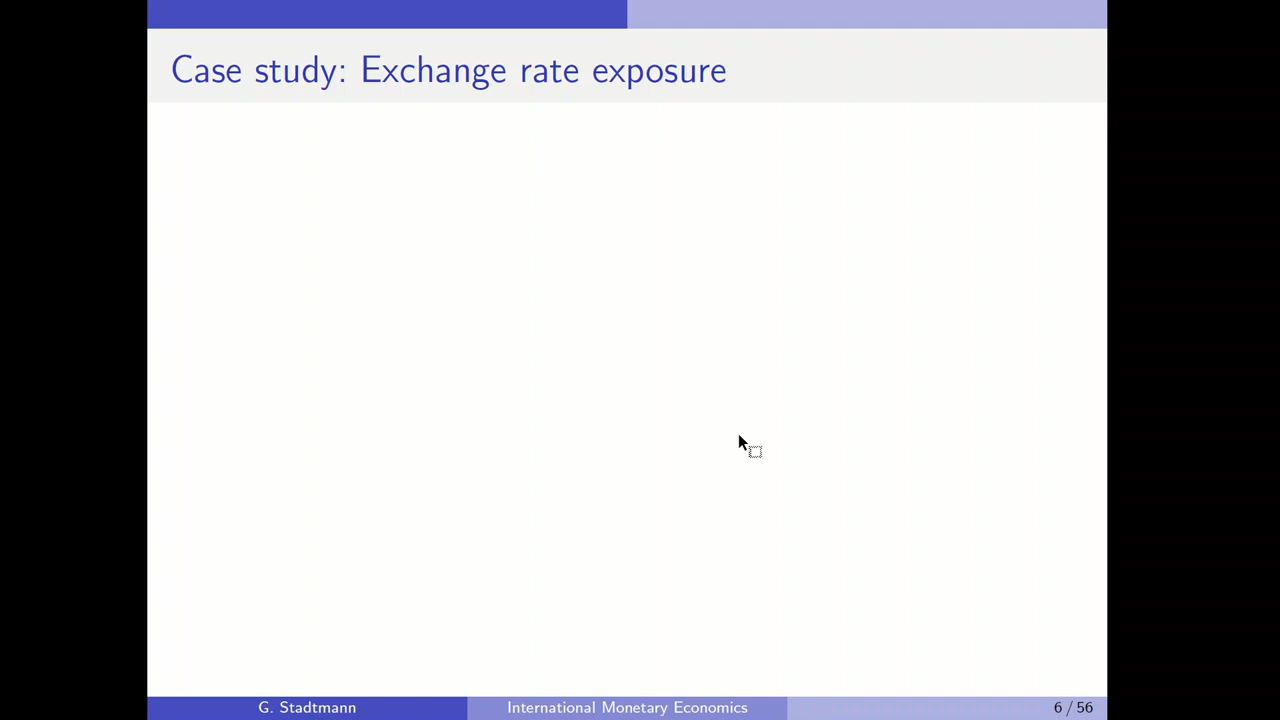 Case study: Exchange rate exposure
G. Stadtmann
International Monetary Economics
6 / 56